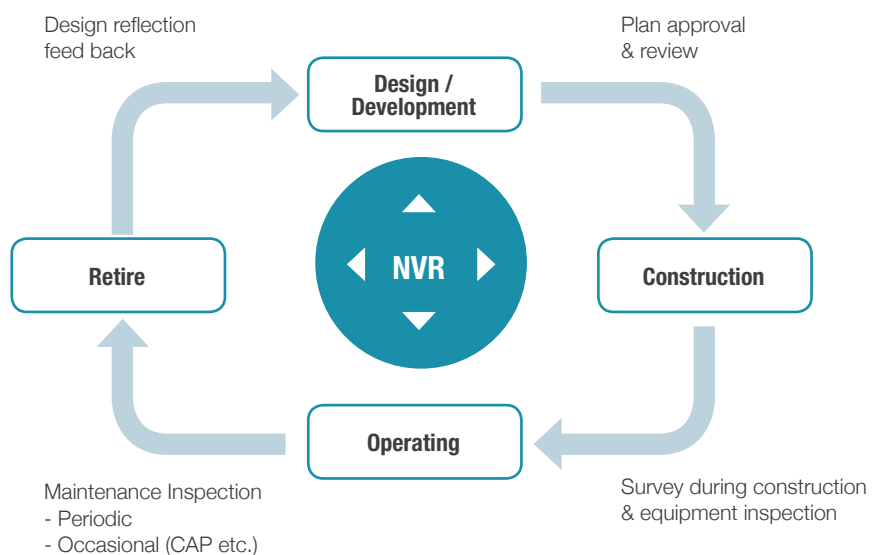 Design reflection
feed back
Plan approval
& review
Design /
Development
Retire
NVR
Construction
Operating
Maintenance Inspection
- Periodic
- Occasional (CAP etc.)
Survey during construction
& equipment inspection